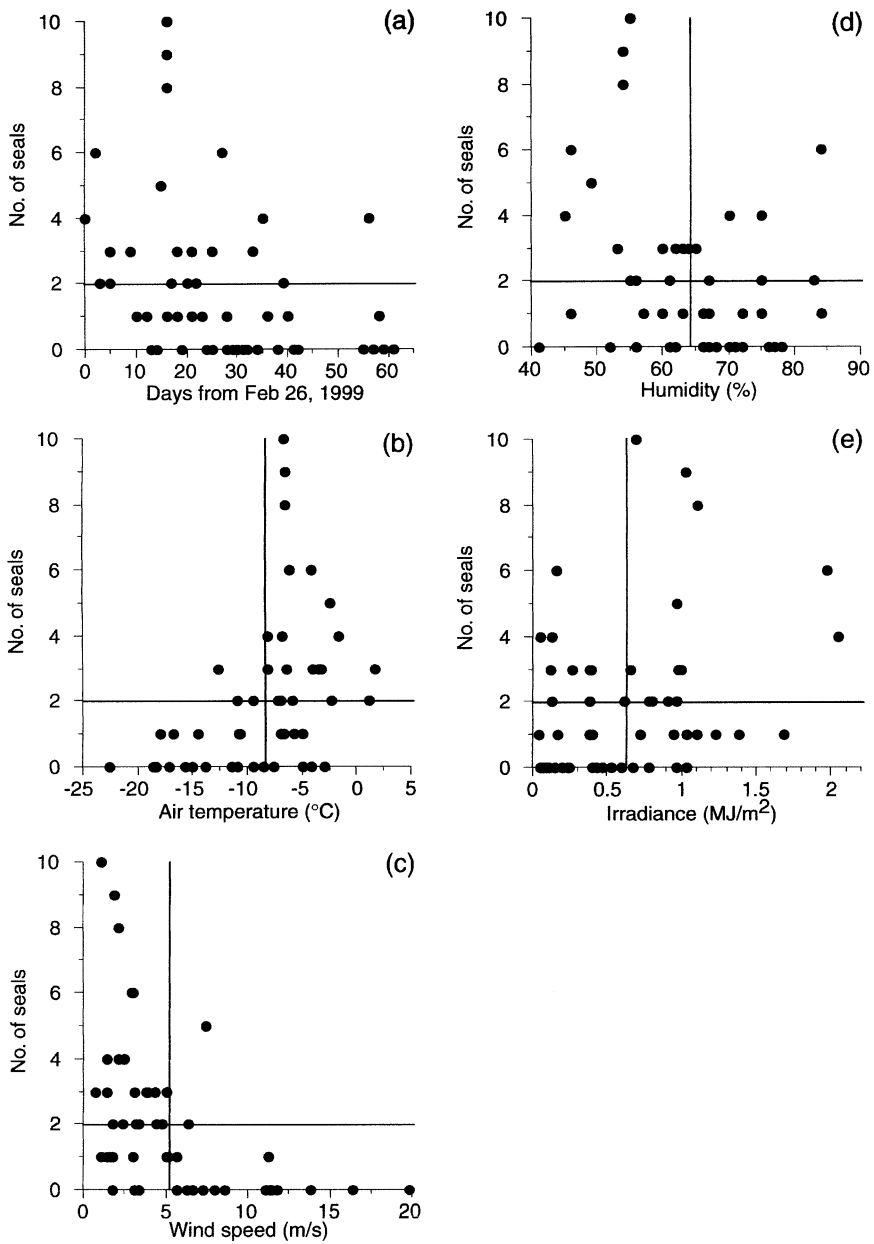 (a)
No. of seals
10
8
6
4
2
0
0 10 20 30 40 50 60
Days from Feb 26, 1999
(d)
No. of seals
10
8
6
4
2
0
40 50 60 70 80 90
Humidity (%)
(b)
No. of seals
10
8
6
4
2
0
-25 -20 -15 -10 -5 0 5
Air temperature (°C)
(e)
No. of seals
10
8
6
4
2
0
0 0.5 1 1.5 2
Irradiance (MJ/m²)
(c)
No. of seals
10
8
6
4
2
0
0 5 10 15 20
Wind speed (m/s)